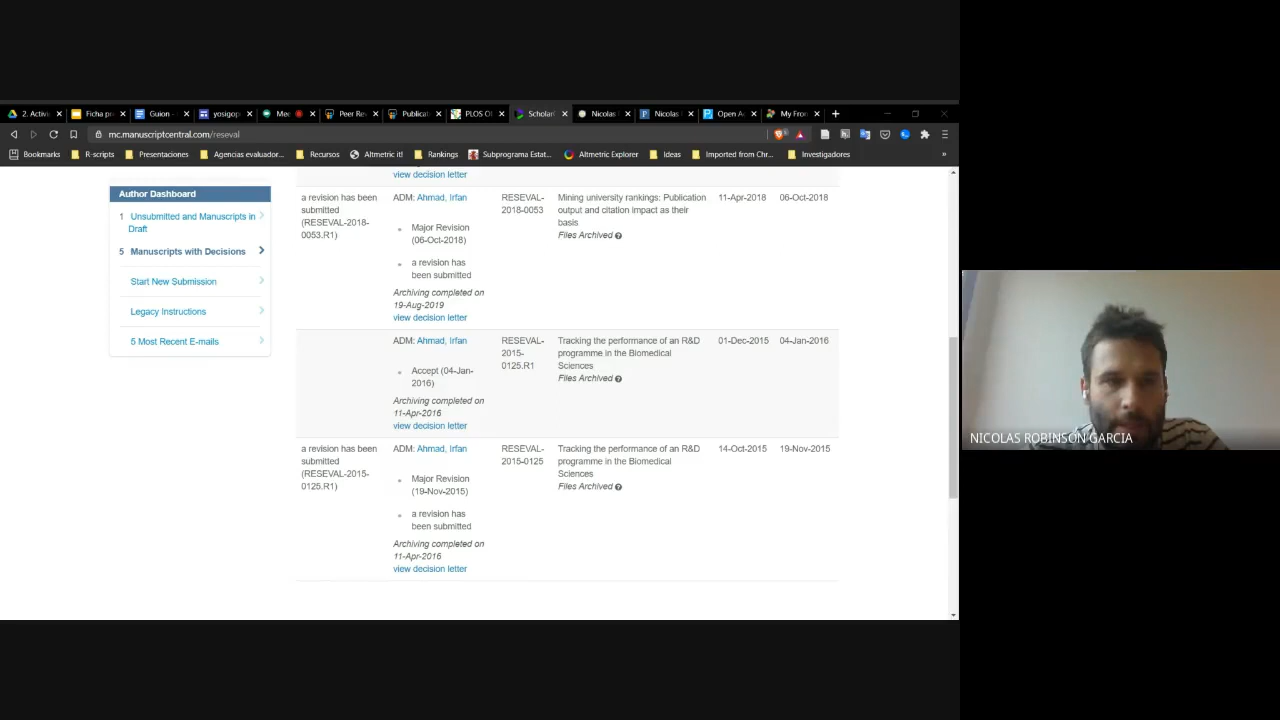 2. Activi
Ficha pr
Guion -
yosigop
Mee
Peer Re
Publicat
PLOS O
Scholar
Nicolas
Nicolas
Open A
My Fron
mc.manuscriptcentral.com/reseval
Bookmarks
R-scripts
Presentaciones
Agencias evaluador...
Recursos
Altmetric it!
Rankings
Subprograma Estat...
Altmetric Explorer
Ideas
Imported from Chr...
Investigadores
»
view decision letter
Author Dashboard
1 Unsubmitted and Manuscripts in
Draft
5 Manuscripts with Decisions
Start New Submission
Legacy Instructions
5 Most Recent E-mails
a revision has been
submitted
(RESEVAL-2018-
0053.R1)
ADM: Ahmad, Irfan
Major Revision
(06-Oct-2018)
a revision has
been submitted
Archiving completed on
19-Aug-2019
view decision letter
RESEVAL-
2018-0053
Mining university rankings: Publication
output and citation impact as their
basis
Files Archived
11-Apr-2018
06-Oct-2018
ADM: Ahmad, Irfan
Accept (04-Jan-
2016)
Archiving completed on
11-Apr-2016
view decision letter
RESEVAL-
2015-
0125.R1
Tracking the performance of an R&D
programme in the Biomedical
Sciences
Files Archived
01-Dec-2015
04-Jan-2016
a revision has been
submitted
(RESEVAL-2015-
0125.R1)
ADM: Ahmad, Irfan
Major Revision
(19-Nov-2015)
a revision has
been submitted
Archiving completed on
11-Apr-2016
view decision letter
RESEVAL-
2015-0125
Tracking the performance of an R&D
programme in the Biomedical
Sciences
Files Archived
14-Oct-2015
19-Nov-2015
NICOLAS ROBINSON GARCIA